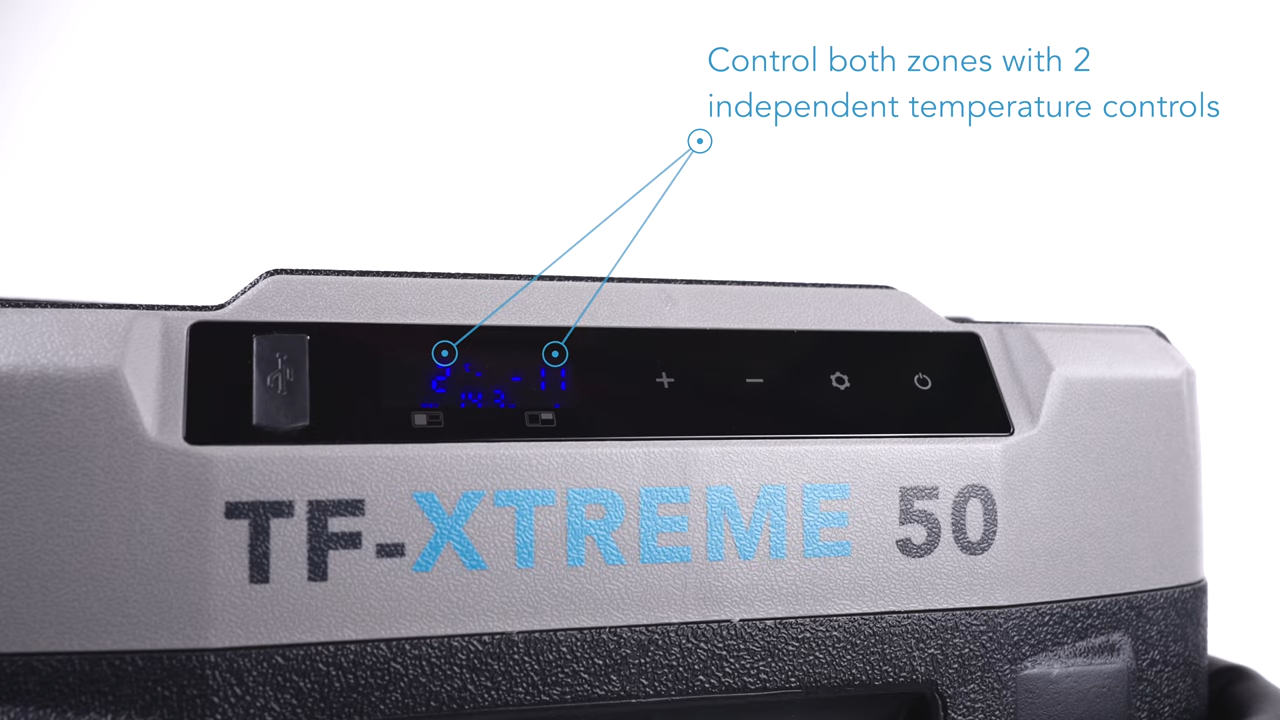 Control both zones with 2
independent temperature controls
TF-XTREME 50